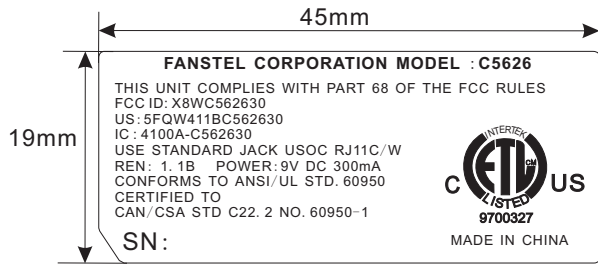 45mm
19mm
FANSTEL CORPORATION MODEL : C5626
THIS UNIT COMPLIES WITH PART 68 OF THE FCC RULES
FCC ID: X8WC562630
US: 5FQW411BC562630
IC : 4100A-C562630
USE STANDARD JACK USOC RJ11C/W
REN: 1. 1B POWER: 9V DC 300mA
CONFORMS TO ANSI/UL STD. 60950
CERTIFIED TO
CAN/CSA STD C22. 2 NO. 60950-1
SN:
INTERTEK
C ETL CM US
LISTED
9700327
MADE IN CHINA